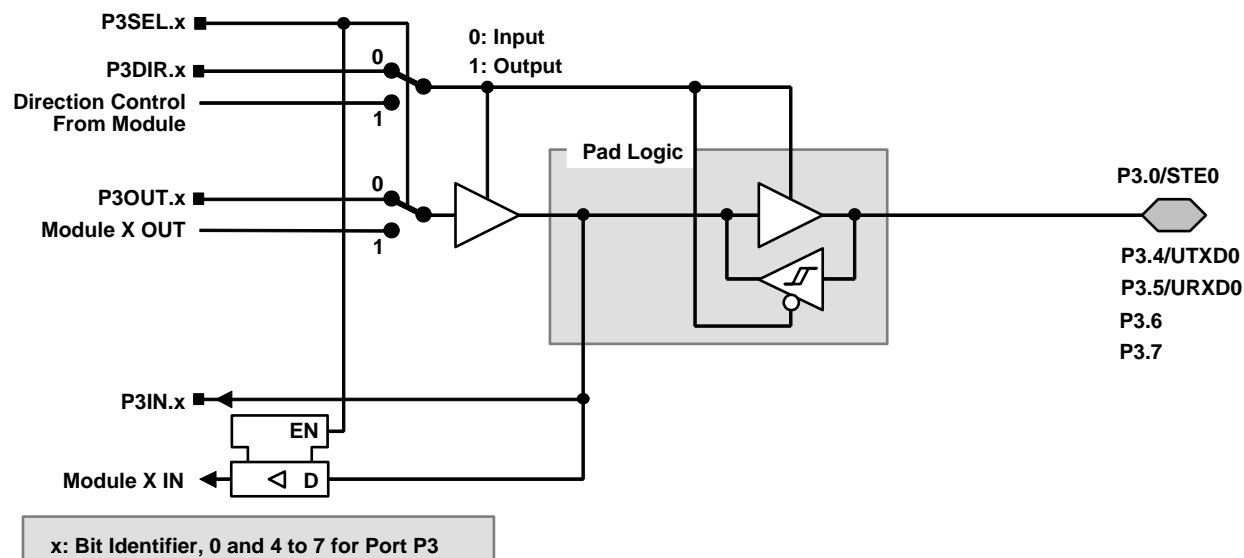 P3SEL.x
0: Input
1: Output
P3DIR.x
0
Direction Control
From Module
1
Pad Logic
P3OUT.x
0
Module X OUT
1
P3.0/STE0
P3.4/UTXD0
P3.5/URXD0
P3.6
P3.7
P3IN.x
EN
Module X IN
D
x: Bit Identifier, 0 and 4 to 7 for Port P3